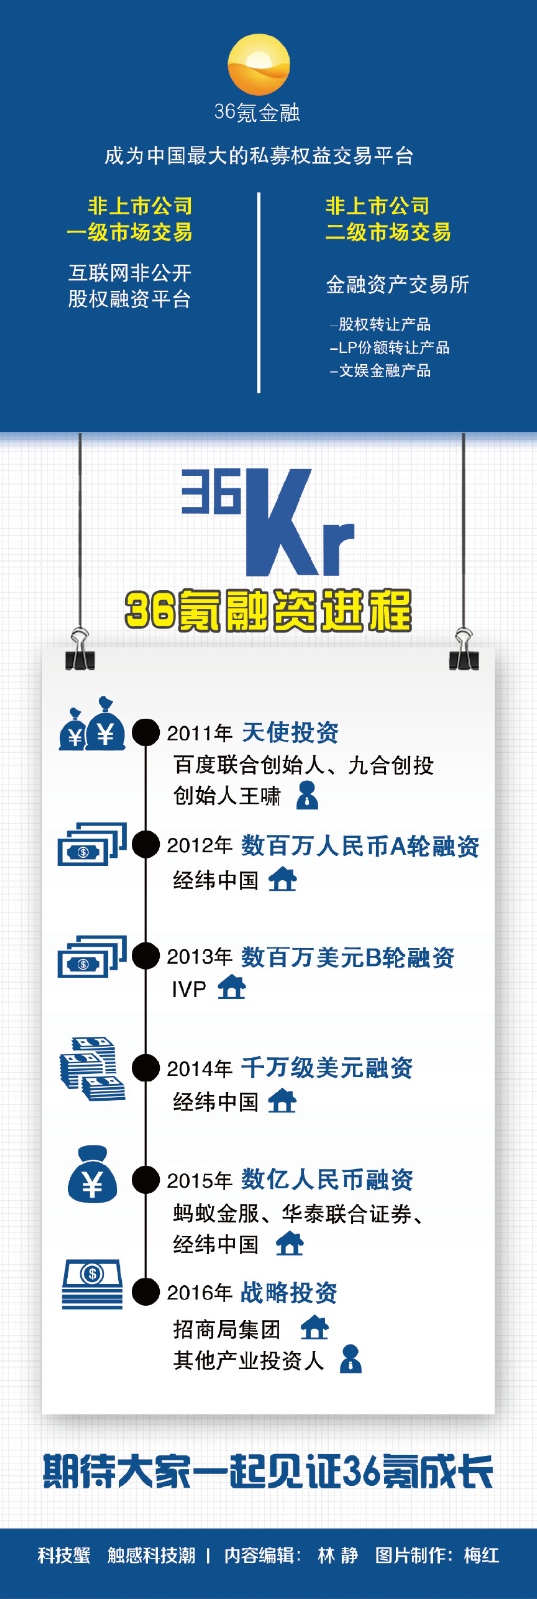 36氪金融
成为中国最大的私募权益交易平台
非上市公司
一级市场交易
互联网非公开
股权融资平台
非上市公司
二级市场交易
金融资产交易所
-股权转让产品
-LP份额转让产品
-文娱金融产品
36Kr
36氪融资进程
2011年 天使投资
百度联合创始人、九合创投
创始人王啸
2012年 数百万人民币A轮融资
经纬中国
2013年 数百万美元B轮融资
IVP
2014年 千万级美元融资
经纬中国
2015年 数亿人民币融资
蚂蚁金服、华泰联合证券、
经纬中国
2016年 战略投资
招商局集团
其他产业投资人
期待大家一起见证36氪成长
科技蟹 触感科技潮 | 内容编辑: 林 静 图片制作: 梅红